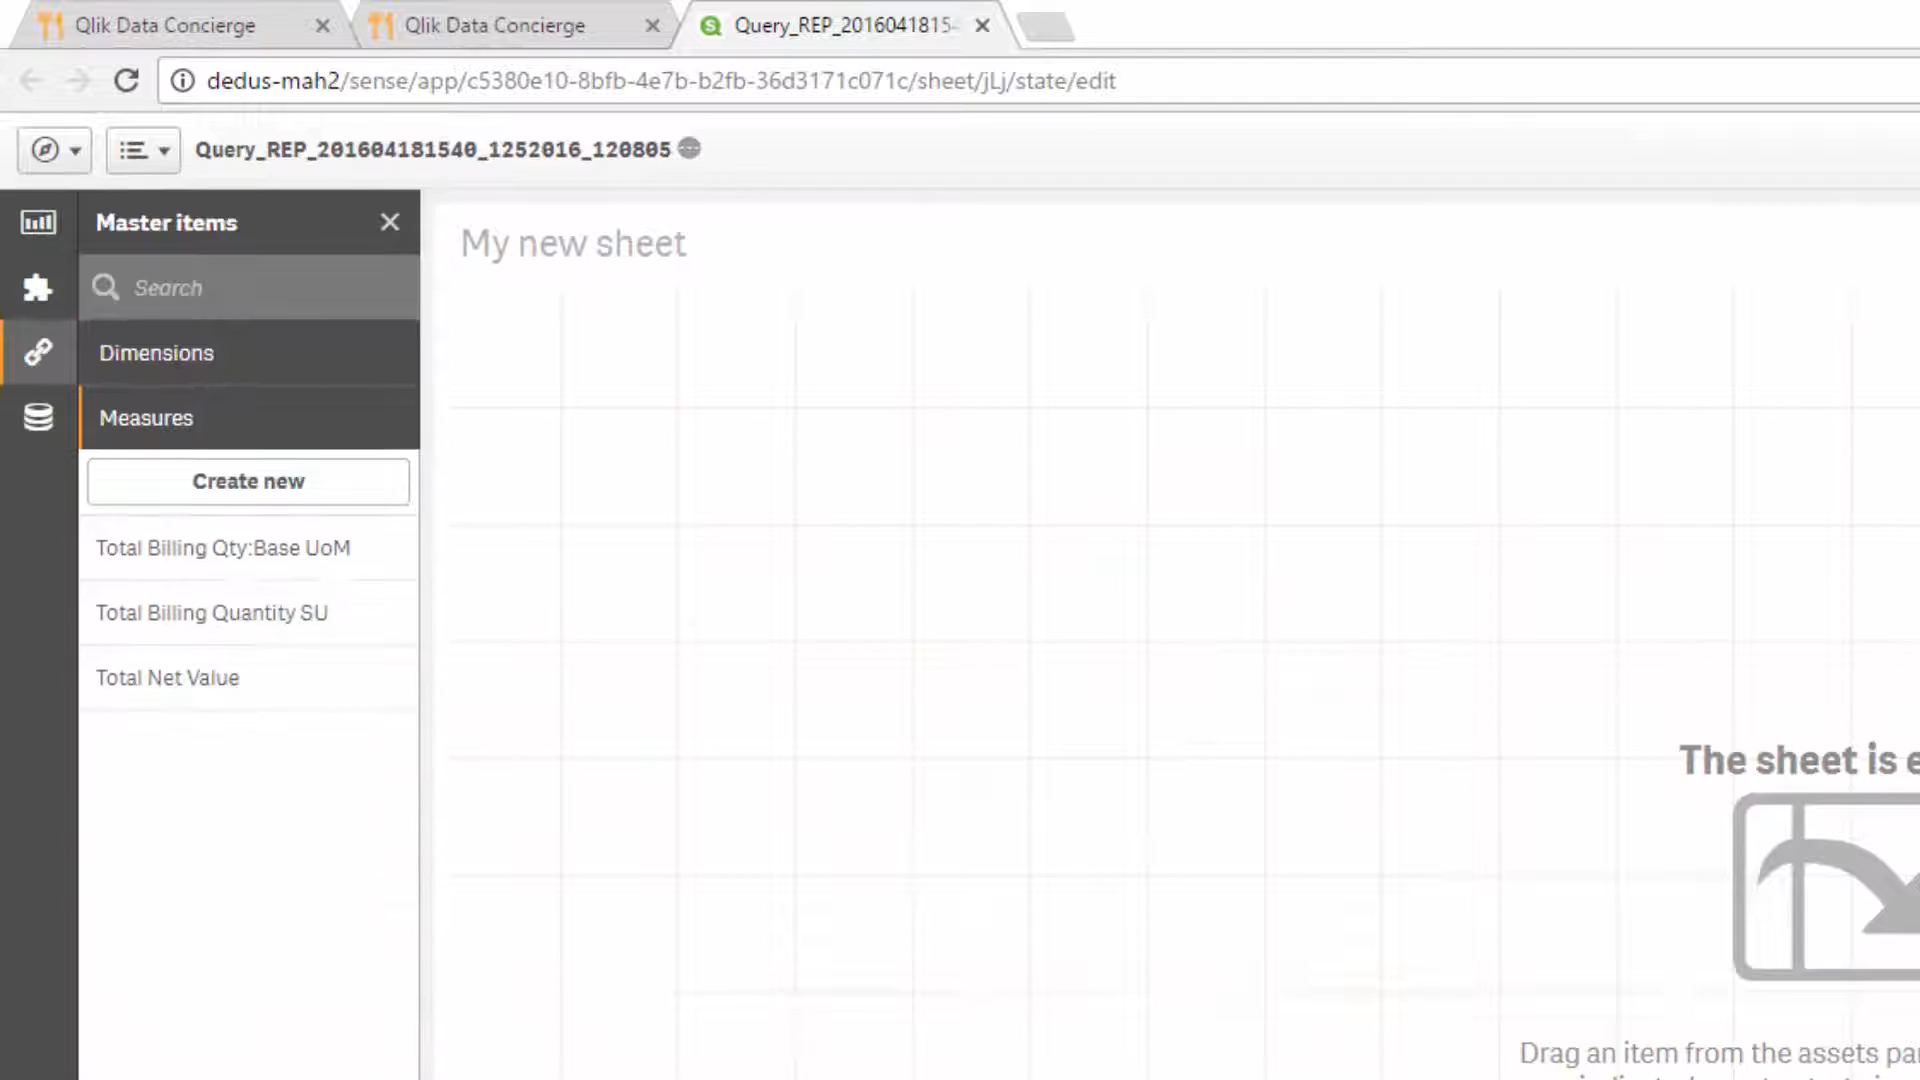 Qlik Data Concierge
Qlik Data Concierge
Query_REP_2016041815
dedus-mah2/sense/app/c5380e10-8bfb-4e7b-b2fb-36d3171c071c/sheet/jLj/state/edit
Query_REP_201604181540_1252016_120805
Master items
My new sheet
Search
Dimensions
Measures
Create new
Total Billing Qty:Base UoM
Total Billing Quantity SU
Total Net Value
The sheet is
Drag an item from the assets